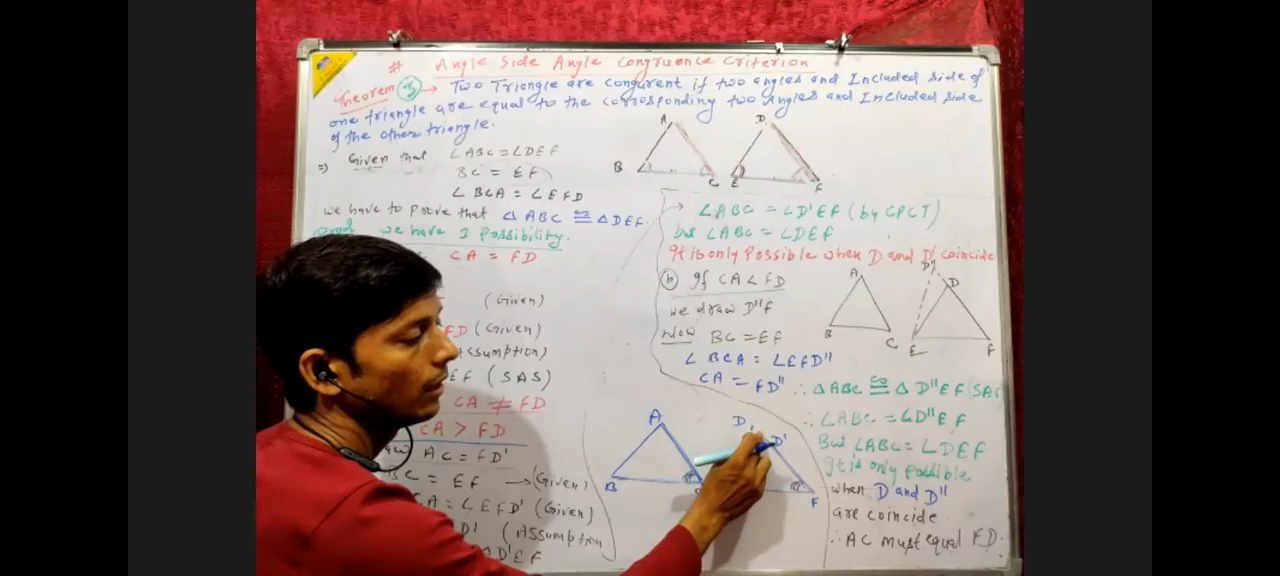 # Angle Side Angle Congruence Criterion
Theorem 3 → Two Triangle are congurent if two angles and Included side of
one triangle are equal to the corrosponding two Angles and Included side
of the other triangle.
⇒ Given that ∠ABC = ∠DEF
BC = EF
∠BCA = ∠EFD
we have to prove that △ABC ≅ △DEF.
we have 3 Possibility.
CA = FD
(Given)
FD (Given)
EF (SAS)
CA ≠ FD
CA > FD
AC = FD'
BC = EF → (Given)
CA = ∠EFD' (Given)
D' (Assumption
△D'EF
A
B
C
D
E
F
→ ∠ABC = ∠D'EF (by CPCT)
but ∠ABC = ∠DEF
It is only Possible when D and D' coincide
(b) If CA < FD
we draw D''F
Now BC = EF
∠BCA = ∠EFD''
CA = FD''
A
B
C
D''
D
E
F
∴ △ABC ≅ △D''EF (SAS
∴ ∠ABC = ∠D''EF
But ∠ABC = ∠DEF
It is only possible
when D and D''
are coincide.
∴ AC must equal FD.
A
B
D
D'
F